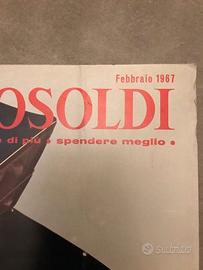 Febbraio 1967
OSOLDI
e di più • spendere meglio •
Subito